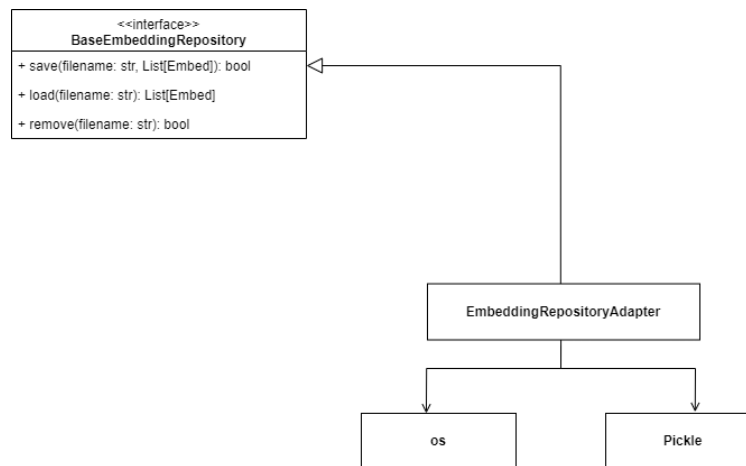 <<interface>>
BaseEmbeddingRepository
+ save(filename: str, List[Embed]): bool
+ load(filename: str): List[Embed]
+ remove(filename: str): bool
EmbeddingRepositoryAdapter
os
Pickle